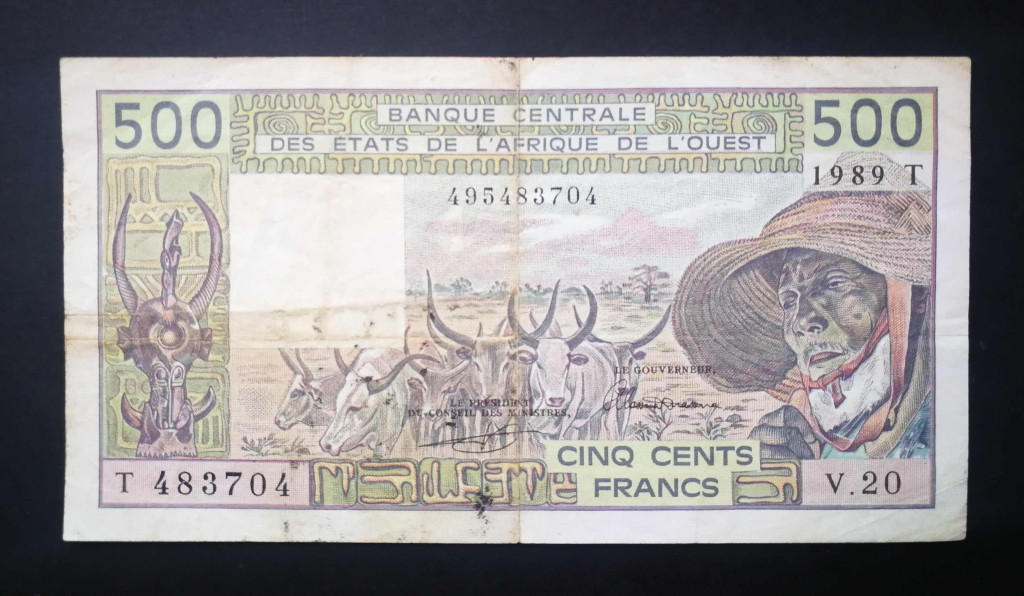 500
BANQUE CENTRALE
500
DES ÉTATS DE L'AFRIQUE DE L'OUEST
1989 T
495483704
LE GOUVERNEUR,
LE PRÉSIDENT
DU CONSEIL DES MINISTRES,
CINQ CENTS
FRANCS
T 483704
V.20